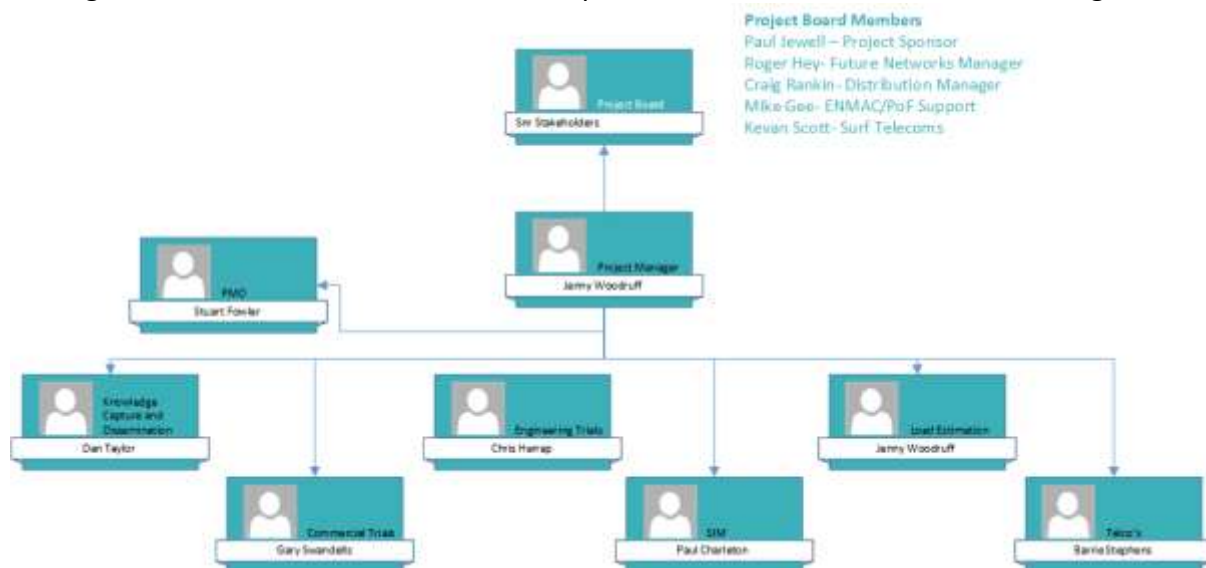 Project Board Members
Paul Jewell – Project Sponsor
Roger Hey- Future Networks Manager
Craig Rankin- Distribution Manager
Mike Gee- ENMAC/PoF Support
Kevan Scott- Surf Telecoms
Project Board
Snr Stakeholders
Project Manager
Jenny Woodruff
PMO
Stuart Fowler
Knowledge
Capture and
Dissemination
Dan Taylor
Engineering Trials
Chris Harrap
Load Estimation
Jenny Woodruff
Commercial Trials
Gary Swandells
SIM
Paul Charleton
Telco's
Barrie Stephens